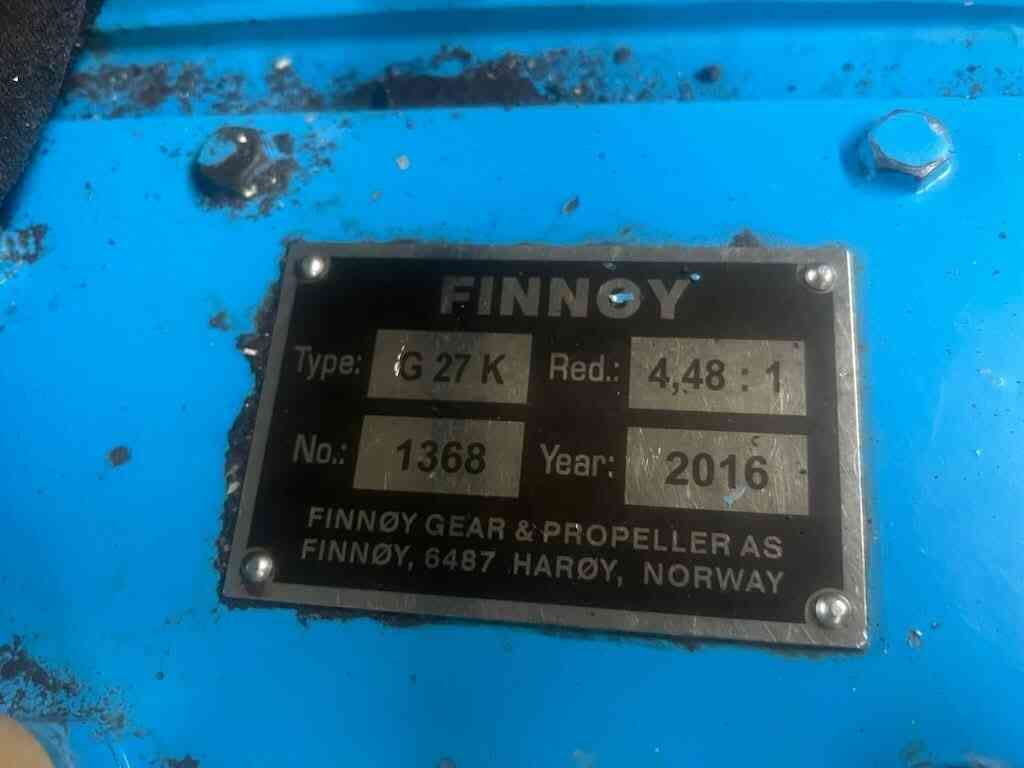 FINNØY
Type: G 27 K Red.: 4,48 : 1
No.: 1368 Year: 2016
FINNØY GEAR & PROPELLER AS
FINNØY, 6487 HARØY, NORWAY